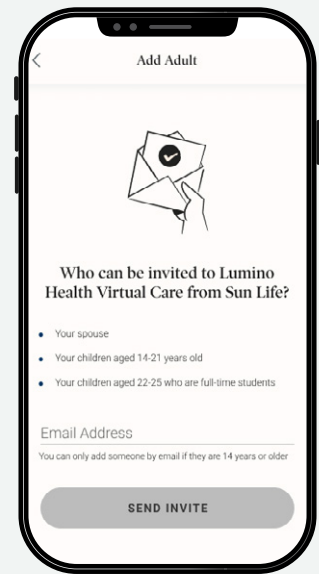 Add Adult
Who can be invited to Lumino
Health Virtual Care from Sun Life?
• Your spouse
• Your children aged 14-21 years old
• Your children aged 22-25 who are full-time students
Email Address
You can only add someone by email if they are 14 years or older
SEND INVITE